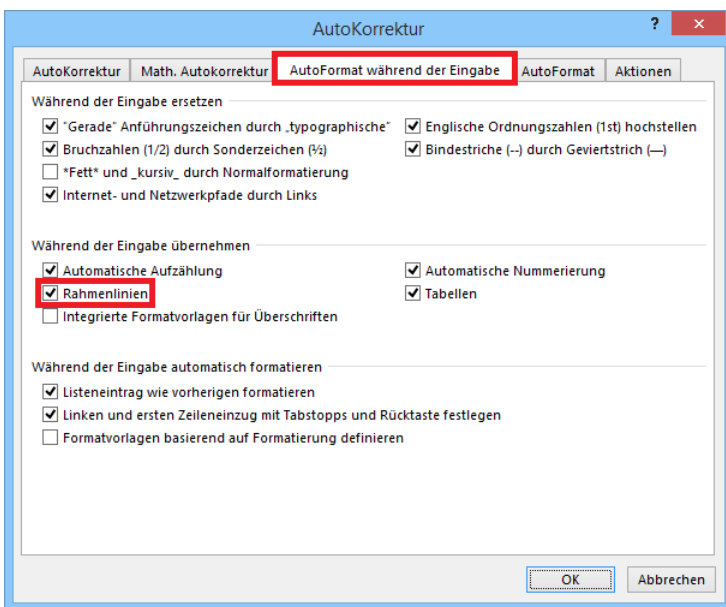 AutoKorrektur ?
AutoKorrektur Math. Autokorrektur AutoFormat während der Eingabe AutoFormat Aktionen
Während der Eingabe ersetzen
"Gerade" Anführungszeichen durch „typographische“ Englische Ordnungszahlen (1st) hochstellen
Bruchzahlen (1/2) durch Sonderzeichen (½) Bindestriche (--) durch Geviertstrich (—)
*Fett* und _kursiv_ durch Normalformatierung
Internet- und Netzwerkpfade durch Links
Während der Eingabe übernehmen
Automatische Aufzählung Automatische Nummerierung
Rahmenlinien Tabellen
Integrierte Formatvorlagen für Überschriften
Während der Eingabe automatisch formatieren
Listeneintrag wie vorherigen formatieren
Linken und ersten Zeileneinzug mit Tabstopps und Rücktaste festlegen
Formatvorlagen basierend auf Formatierung definieren
OK Abbrechen